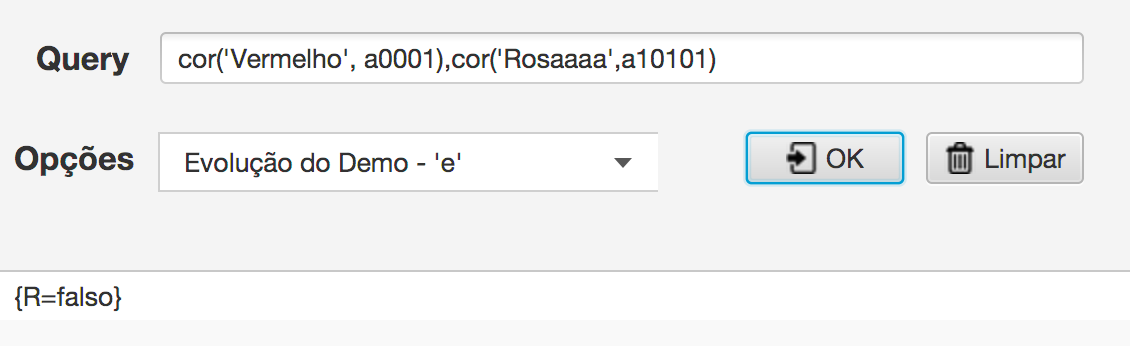 Query cor('Vermelho', a0001),cor('Rosaaaa',a10101)
Opções Evolução do Demo - 'e' OK Limpar
{R=falso}